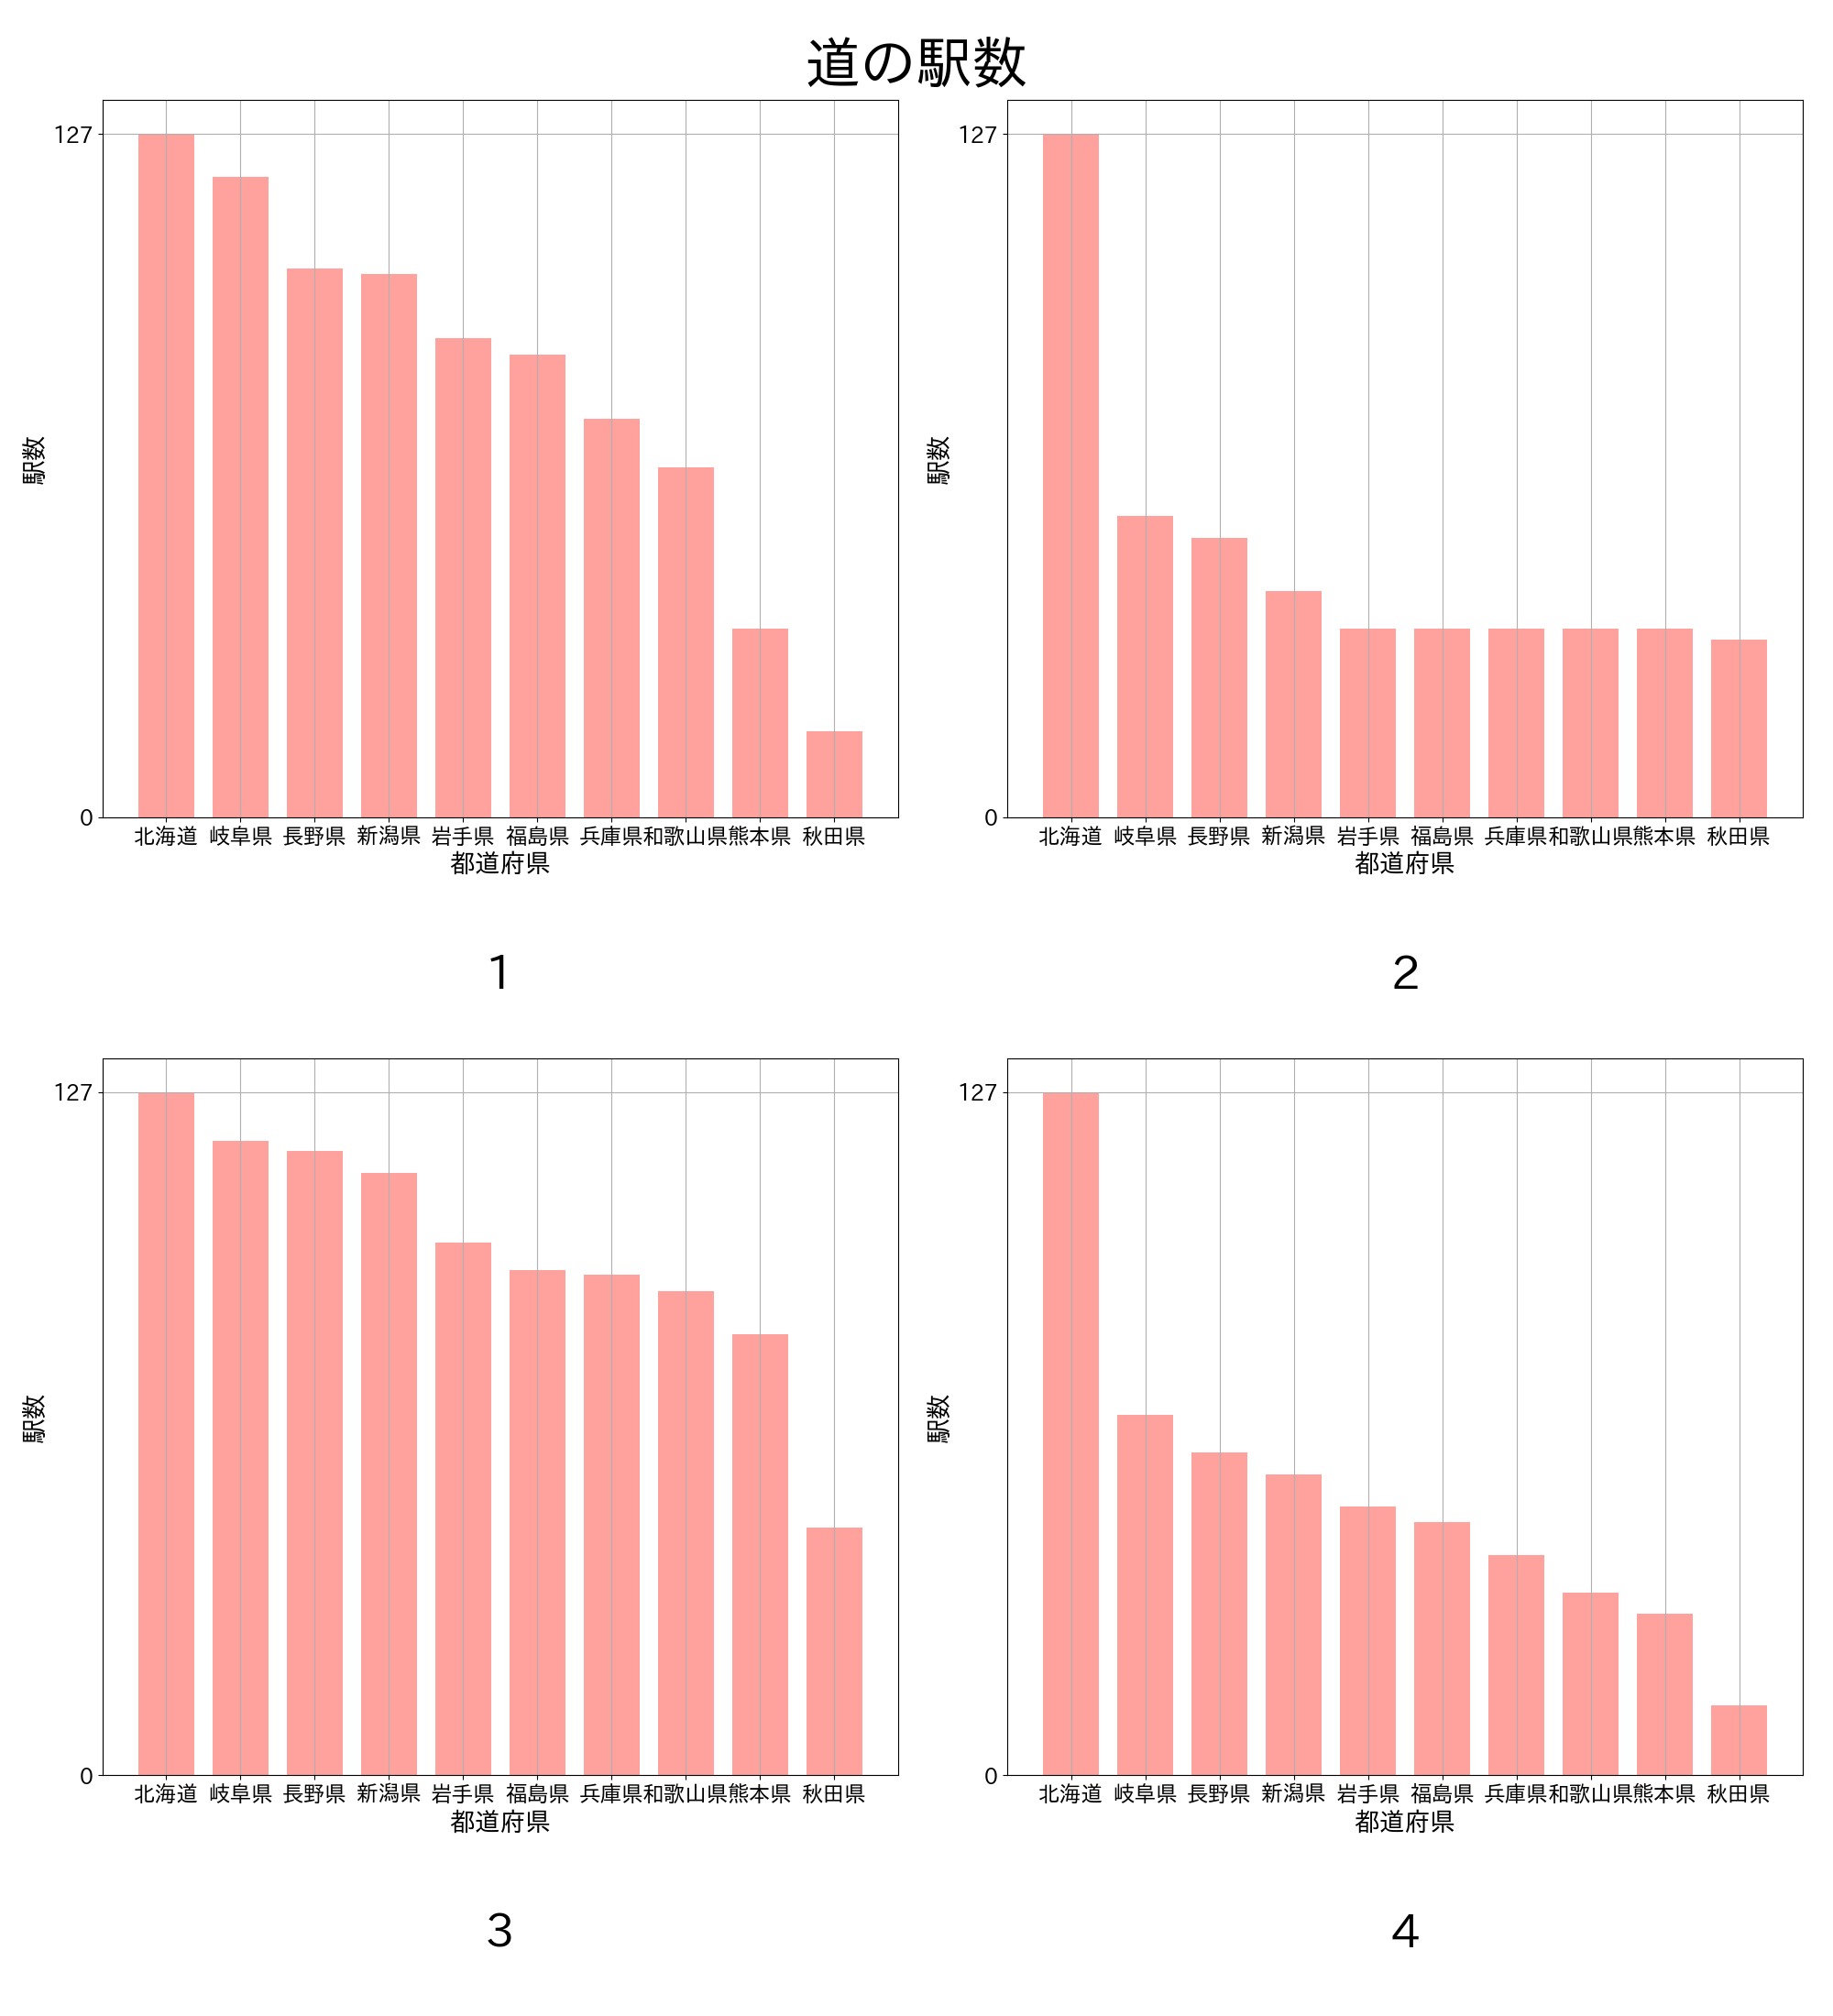 道の駅数
127
0
駅数
北海道 岐阜県 長野県 新潟県 岩手県 福島県 兵庫県 和歌山県 熊本県 秋田県
都道府県
1
127
0
駅数
北海道 岐阜県 長野県 新潟県 岩手県 福島県 兵庫県 和歌山県 熊本県 秋田県
都道府県
2
127
0
駅数
北海道 岐阜県 長野県 新潟県 岩手県 福島県 兵庫県 和歌山県 熊本県 秋田県
都道府県
3
127
0
駅数
北海道 岐阜県 長野県 新潟県 岩手県 福島県 兵庫県 和歌山県 熊本県 秋田県
都道府県
4